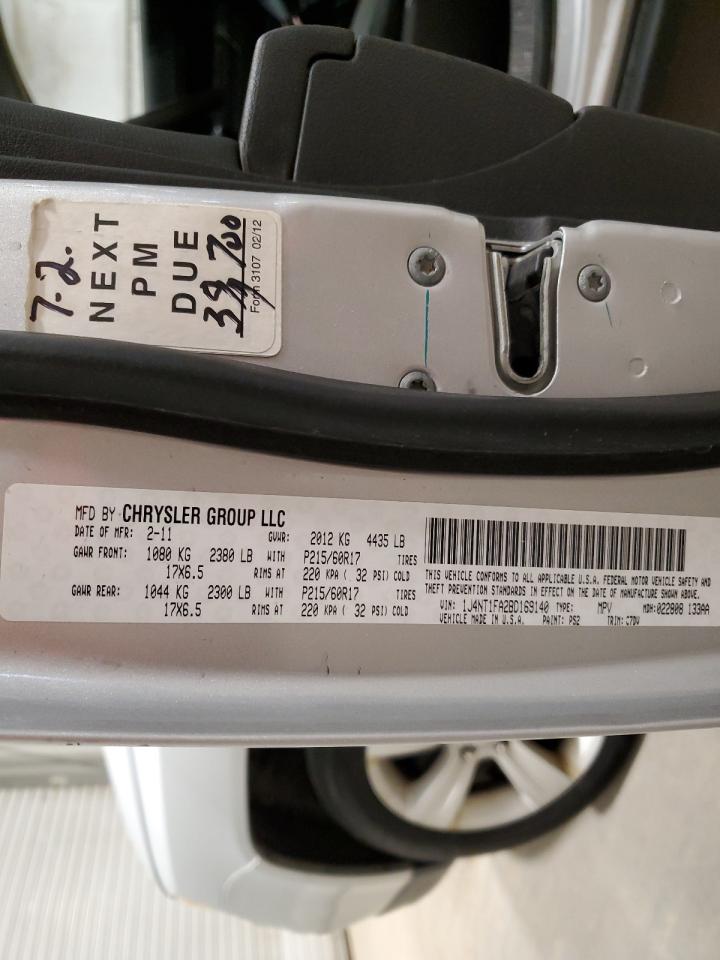 7-2.
NEXT
PM
DUE
700
Form 3107 02/12
MFD BY CHRYSLER GROUP LLC
DATE OF MFR: 2-11 GVWR: 2012 KG 4435 LB
GAWR FRONT: 1080 KG 2380 LB WITH P215/60R17 TIRES
17X6.5 RIMS AT 220 KPA ( 32 PSI) COLD
GAWR REAR: 1044 KG 2300 LB WITH P215/60R17 TIRES
17X6.5 RIMS AT 220 KPA ( 32 PSI) COLD
THIS VEHICLE CONFORMS TO ALL APPLICABLE U.S.A. FEDERAL MOTOR VEHICLE SAFETY AND
THEFT PREVENTION STANDARDS IN EFFECT ON THE DATE OF MANUFACTURE SHOWN ABOVE.
VIN: 1J4NT1FA2BD169140 TYPE: MPV MDH:022808 133AA
VEHICLE MADE IN U.S.A. PAINT: PS2 TRIM: C7DV